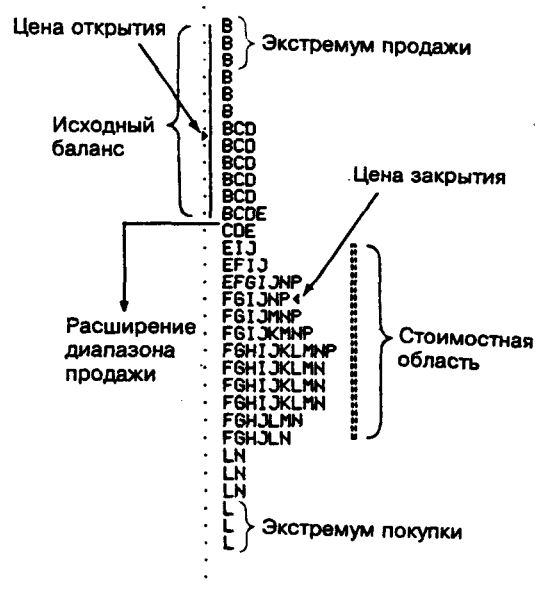 Цена открытия
B
B
B
Экстремум продажи
B
B
B
Исходный
баланс
BCD
BCD
BCD
BCD
BCD
BCDE
CDE
Цена закрытия
EIJ
EFIJ
EFGIJNP
FGIJNP
FGIJMNP
FGIJKMNP
FGHIJKLMNP
FGHIJKLMN
FGHIJKLMN
FGHIJKLMN
FGHJLMN
FGHJLN
Расширение
диапазона
продажи
Стоимостная
область
LN
LN
LN
L
L
L
Экстремум покупки